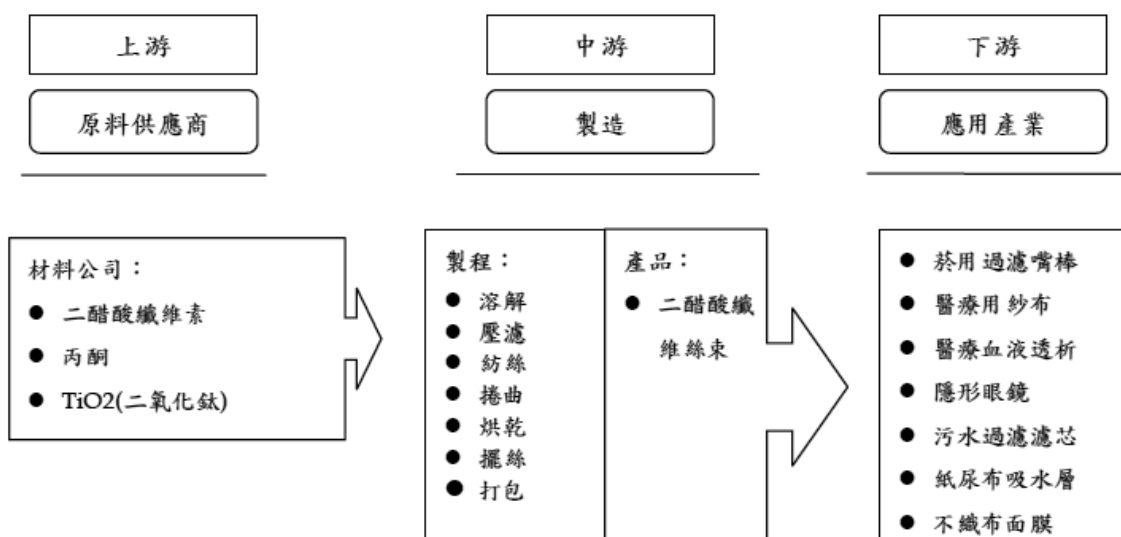 上游
原料供應商
材料公司：
● 二醋酸纖維素
● 丙酮
● TiO2(二氧化鈦)
中游
製造
製程：
● 溶解
● 壓濾
● 紡絲
● 捲曲
● 烘乾
● 擺絲
● 打包
產品：
● 二醋酸纖
維絲束
下游
應用產業
● 菸用過濾嘴棒
● 醫療用紗布
● 醫療血液透析
● 隱形眼鏡
● 污水過濾濾芯
● 紙尿布吸水層
● 不織布面膜